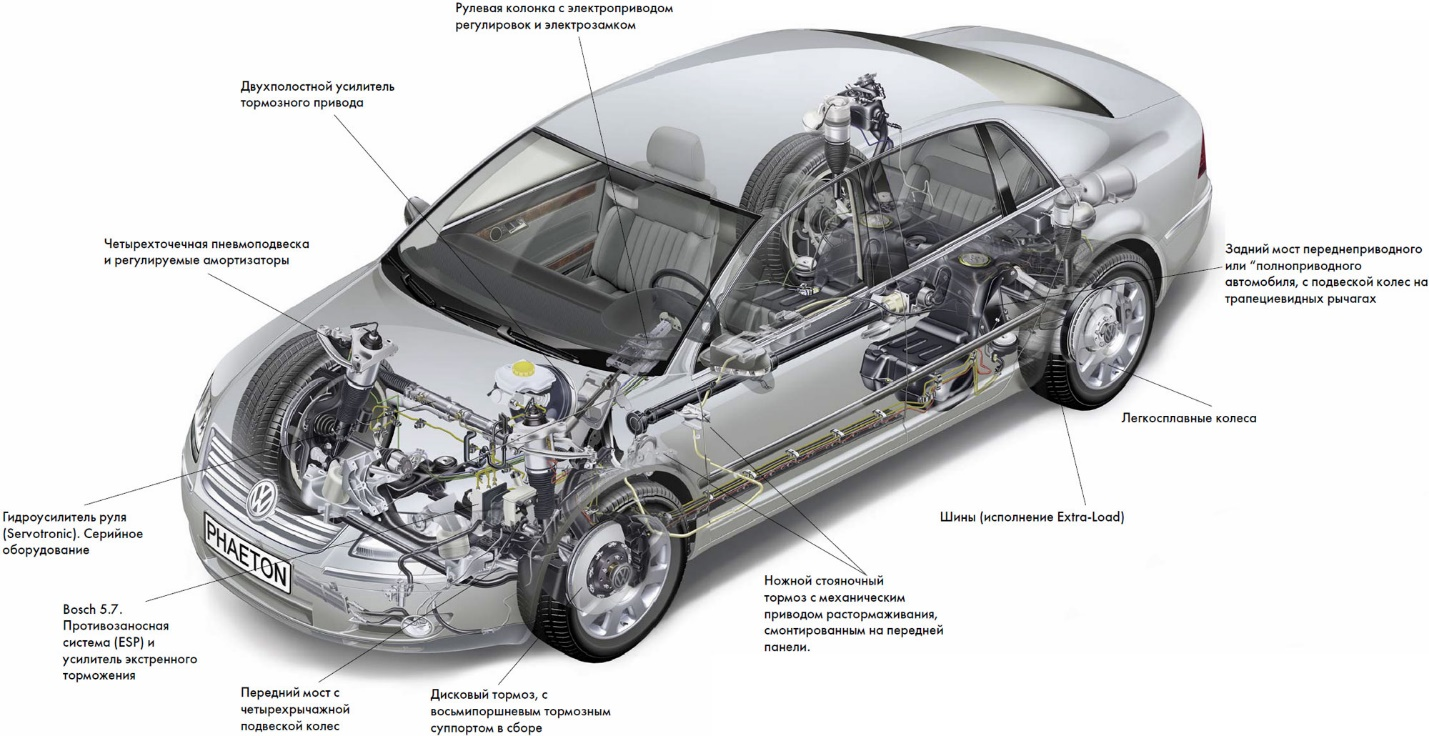 Рулевая колонка с электроприводом
регулировок и электрозамком
Двухполостной усилитель
тормозного привода
Четырехточечная пневмоподвеска
и регулируемые амортизаторы
Задний мост переднеприводного
или “полноприводного
автомобиля, с подвеской колес на
трапециевидных рычагах
Легкосплавные колеса
Шины (исполнение Extra-Load)
Гидроусилитель руля
(Servotronic). Серийное
оборудование
PHAETON
Ножной стояночный
тормоз с механическим
приводом растормаживания,
смонтированным на передней
панели.
Bosch 5.7.
Противозаносная
система (ESP) и
усилитель экстренного
торможения
Передний мост с
четырехрычажной
подвеской колес
Дисковый тормоз, с
восьмипоршневым тормозным
суппортом в сборе